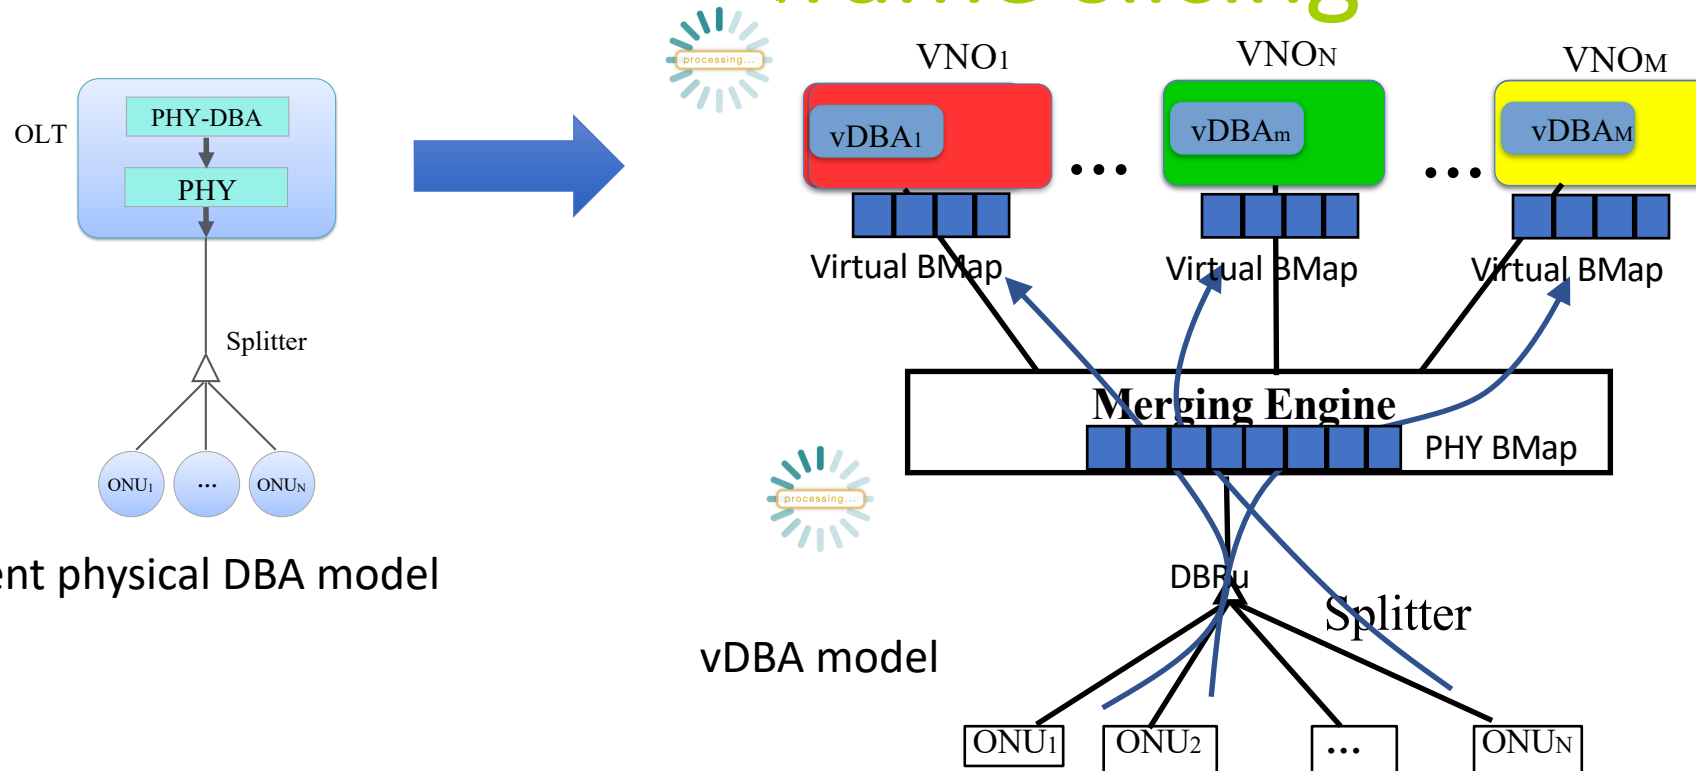 slicing
processing...
VNO1
VNON
VNOM
OLT
PHY-DBA
PHY
vDBA1
...
vDBAm
...
vDBAM
Virtual BMap
Virtual BMap
Virtual BMap
Splitter
Merging Engine
PHY BMap
ONU1
...
ONUN
processing...
physical DBA model
DBRu
Splitter
vDBA model
ONU1
ONU2
...
ONUN